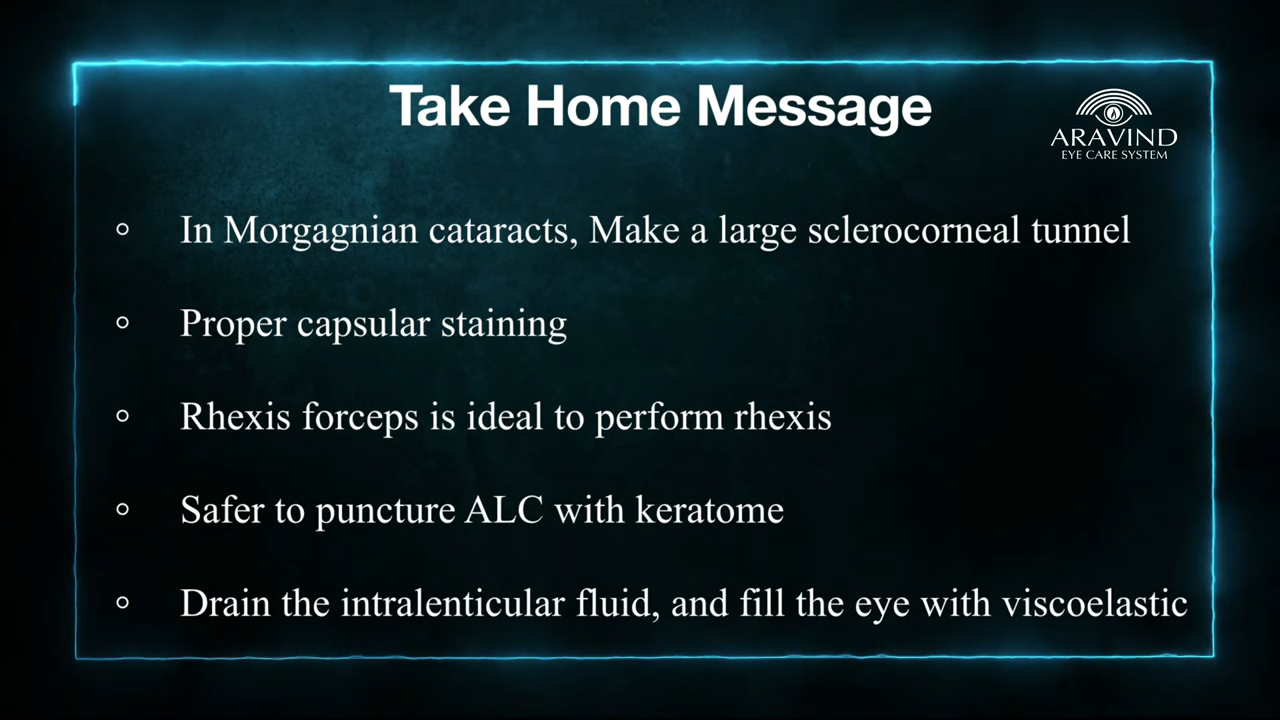 Take Home Message
ARAVIND
EYE CARE SYSTEM
In Morgagnian cataracts, Make a large sclerocorneal tunnel
Proper capsular staining
Rhexis forceps is ideal to perform rhexis
Safer to puncture ALC with keratome
Drain the intralenticular fluid, and fill the eye with viscoelastic